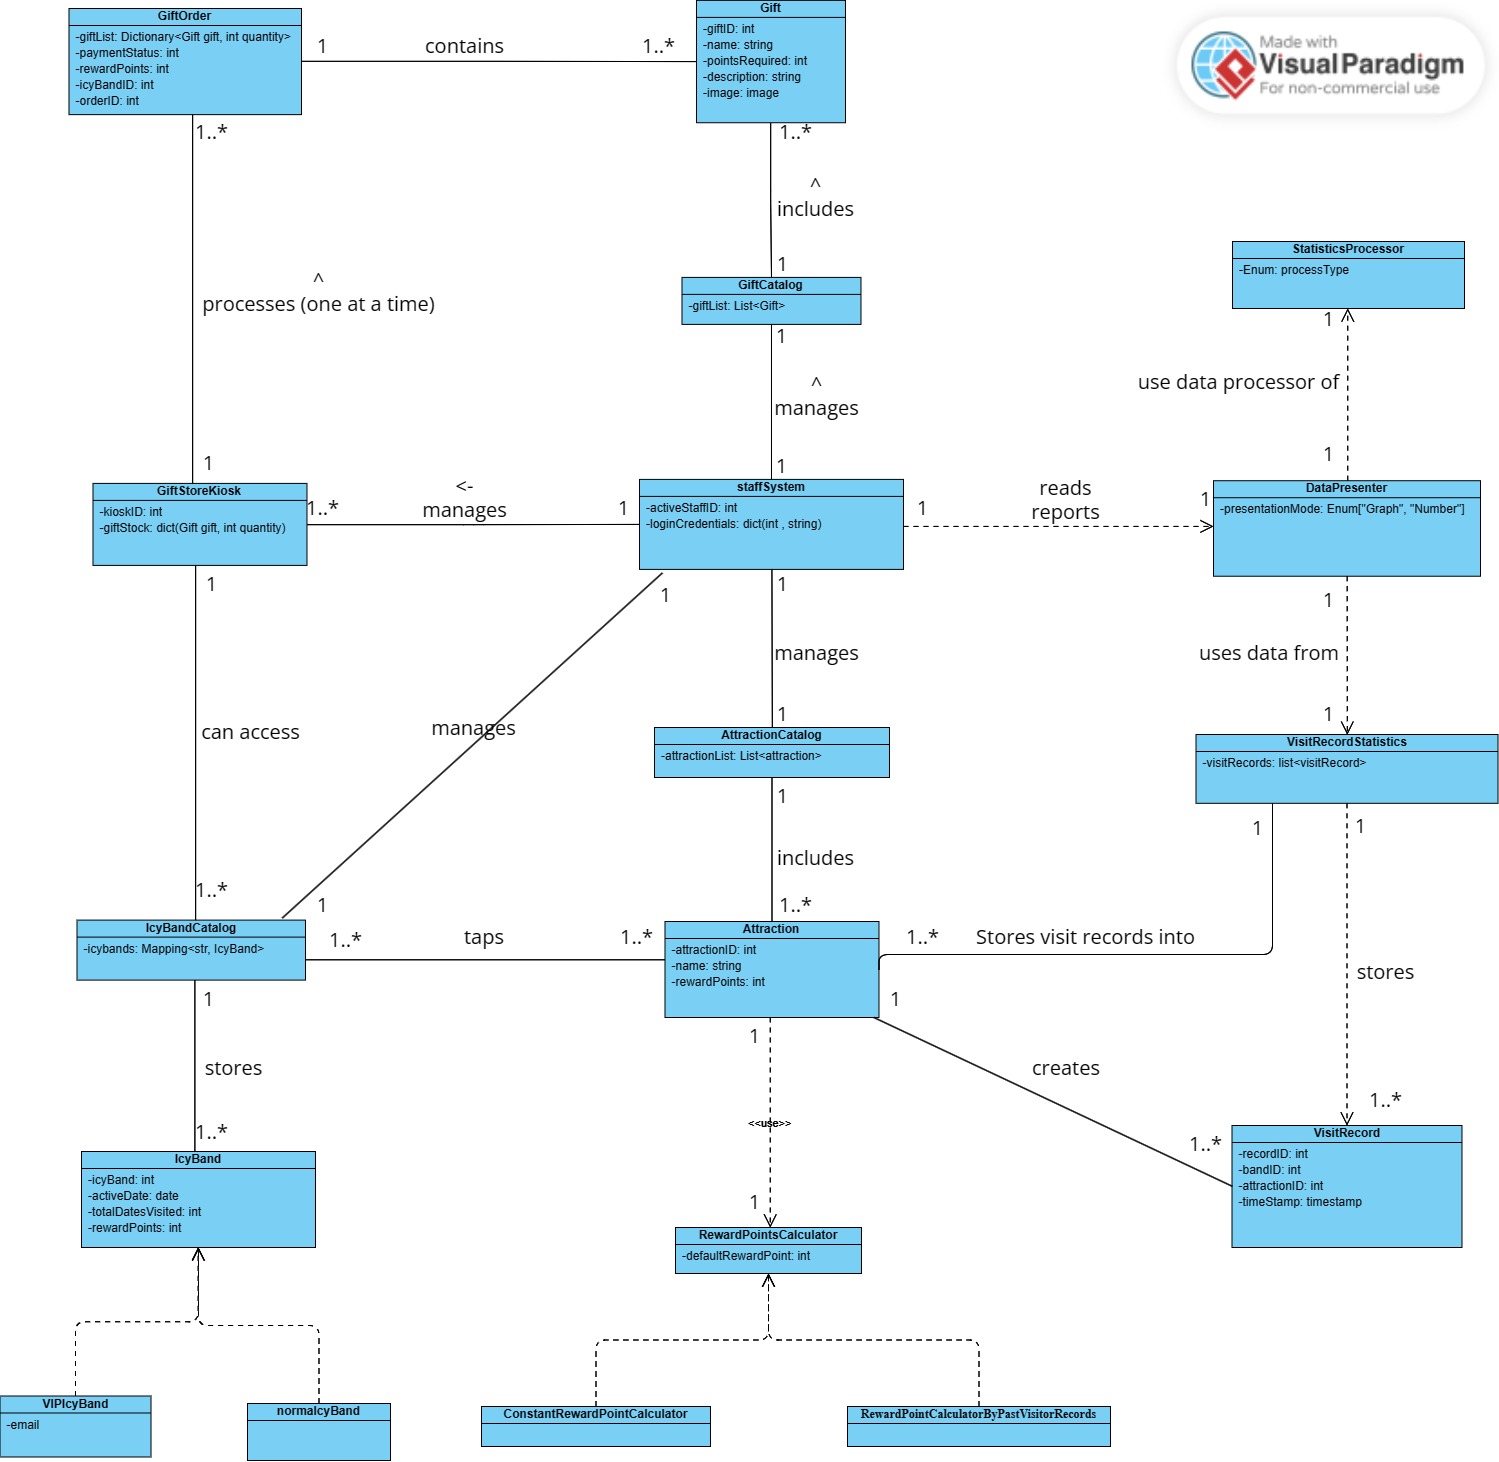 GiftOrder
-giftList: Dictionary<Gift gift, int quantity>
-paymentStatus: int
-rewardPoints: int
-icyBandID: int
-orderID: int
1
contains
1..*
Gift
-giftID: int
-name: string
-pointsRequired: int
-description: string
-image: image
Made with
Visual Paradigm
For non-commercial use
1..*
1..*
^
includes
1
GiftCatalog
-giftList: List<Gift>
1
^
processes (one at a time)
StatisticsProcessor
-Enum: processType
1
use data processor of
1
^
manages
1
1
GiftStoreKiosk
-kioskID: int
-giftStock: dict(Gift gift, int quantity)
1..*
<-
manages
1
staffSystem
-activeStaffID: int
-loginCredentials: dict(int , string)
1
reads
reports
1
DataPresenter
-presentationMode: Enum["Graph", "Number"]
1
1
1
1
uses data from
1
manages
1
can access
manages
AttractionCatalog
-attractionList: List<attraction>
VisitRecordStatistics
-visitRecords: list<visitRecord>
1
includes
1..*
1
1
1..*
1
IcyBandCatalog
-icybands: Mapping<str, IcyBand>
1..*
taps
1..*
Attraction
-attractionID: int
-name: string
-rewardPoints: int
1..*
Stores visit records into
stores
1
1
1
stores
creates
<<use>>
1..*
1..*
1..*
IcyBand
-icyBand: int
-activeDate: date
-totalDatesVisited: int
-rewardPoints: int
1
RewardPointsCalculator
-defaultRewardPoint: int
VisitRecord
-recordID: int
-bandID: int
-attractionID: int
-timeStamp: timestamp
VIPIcyBand
-email
normalcyBand
ConstantRewardPointCalculator
RewardPointCalculatorByPastVisitorRecords